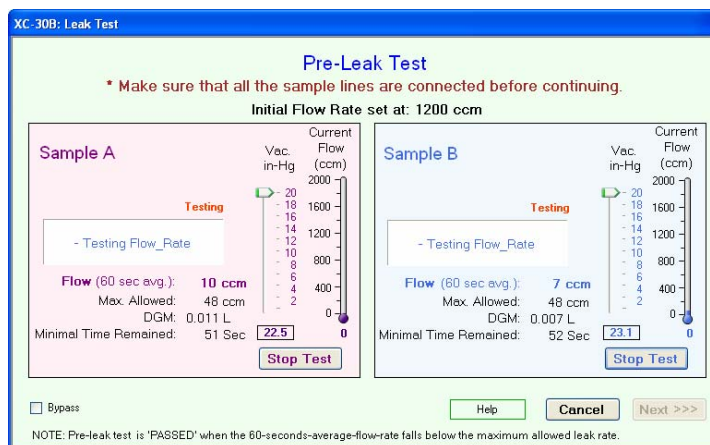 XC-30B: Leak Test
Pre-Leak Test
* Make sure that all the sample lines are connected before continuing.
Initial Flow Rate set at: 1200 ccm
Sample A
Vac. in-Hg
Current Flow (ccm)
Testing
- Testing Flow_Rate
20
18
16
14
12
10
8
6
4
2
2000
1600
1200
800
400
0
Flow (60 sec avg.): 10 ccm
Max. Allowed: 48 ccm
DGM: 0.011 L
Minimal Time Remained: 51 Sec
22.5
0
Stop Test
Sample B
Vac. in-Hg
Current Flow (ccm)
Testing
- Testing Flow_Rate
20
18
16
14
12
10
8
6
4
2
2000
1600
1200
800
400
0
Flow (60 sec avg.): 7 ccm
Max. Allowed: 48 ccm
DGM: 0.007 L
Minimal Time Remained: 52 Sec
23.1
0
Stop Test
Bypass
Help
Cancel
Next >>>
NOTE: Pre-leak test is 'PASSED' when the 60-seconds-average-flow-rate falls below the maximum allowed leak rate.